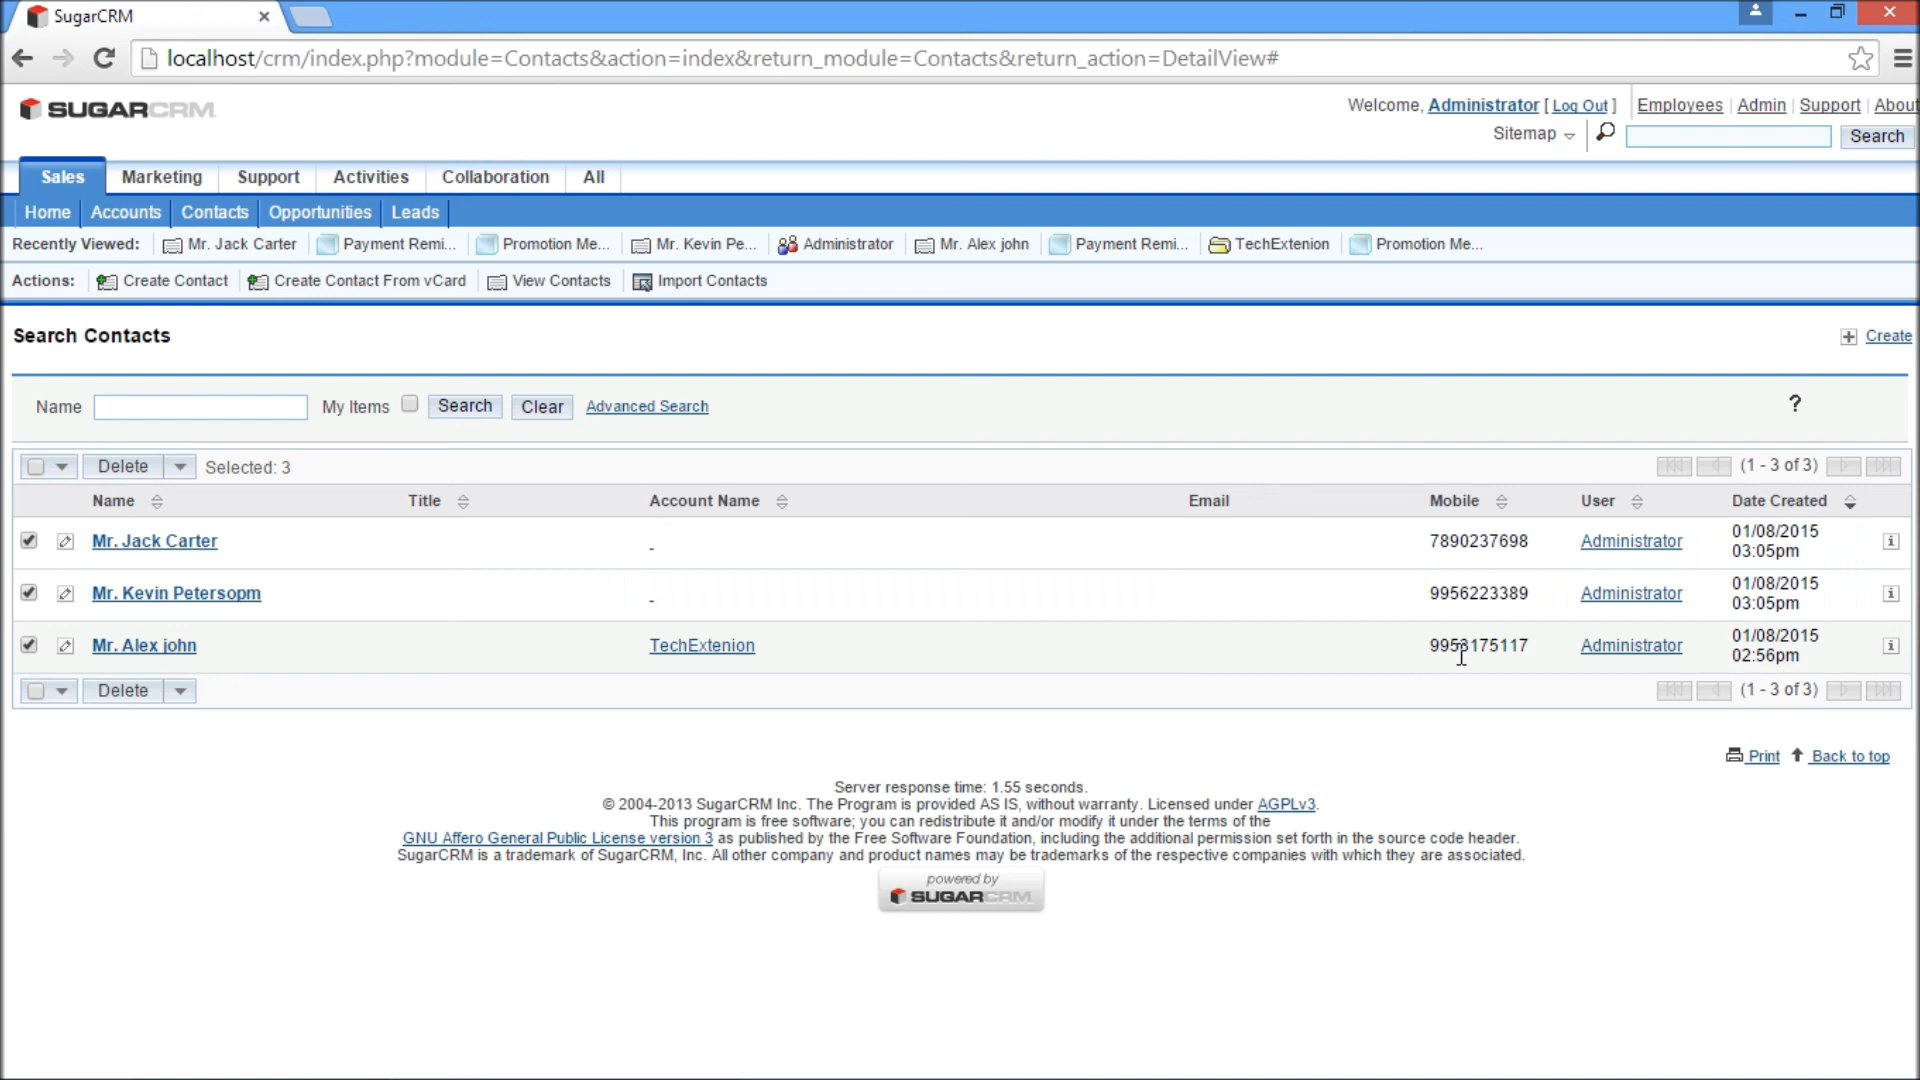 SugarCRM
localhost/crm/index.php?module=Contacts&action=index&return_module=Contacts&return_action=DetailView#
SUGARCRM
Welcome, Administrator [ Log Out ] Employees | Admin | Support | About
Sitemap Search
Sales Marketing Support Activities Collaboration All
Home Accounts Contacts Opportunities Leads
Recently Viewed: Mr. Jack Carter Payment Remi... Promotion Me... Mr. Kevin Pe... Administrator Mr. Alex john Payment Remi... TechExtenion Promotion Me...
Actions: Create Contact Create Contact From vCard View Contacts Import Contacts
Search Contacts Create
Name My Items Search Clear Advanced Search ?
Delete Selected: 3 (1 - 3 of 3)
Name Title Account Name Email Mobile User Date Created
Mr. Jack Carter 7890237698 Administrator 01/08/2015
03:05pm
Mr. Kevin Petersopm 9956223389 Administrator 01/08/2015
03:05pm
Mr. Alex john TechExtenion 9953175117 Administrator 01/08/2015
02:56pm
Delete (1 - 3 of 3)
Print Back to top
Server response time: 1.55 seconds.
© 2004-2013 SugarCRM Inc. The Program is provided AS IS, without warranty. Licensed under AGPLv3.
This program is free software; you can redistribute it and/or modify it under the terms of the
GNU Affero General Public License version 3 as published by the Free Software Foundation, including the additional permission set forth in the source code header.
SugarCRM is a trademark of SugarCRM, Inc. All other company and product names may be trademarks of the respective companies with which they are associated.
powered by
SUGARCRM